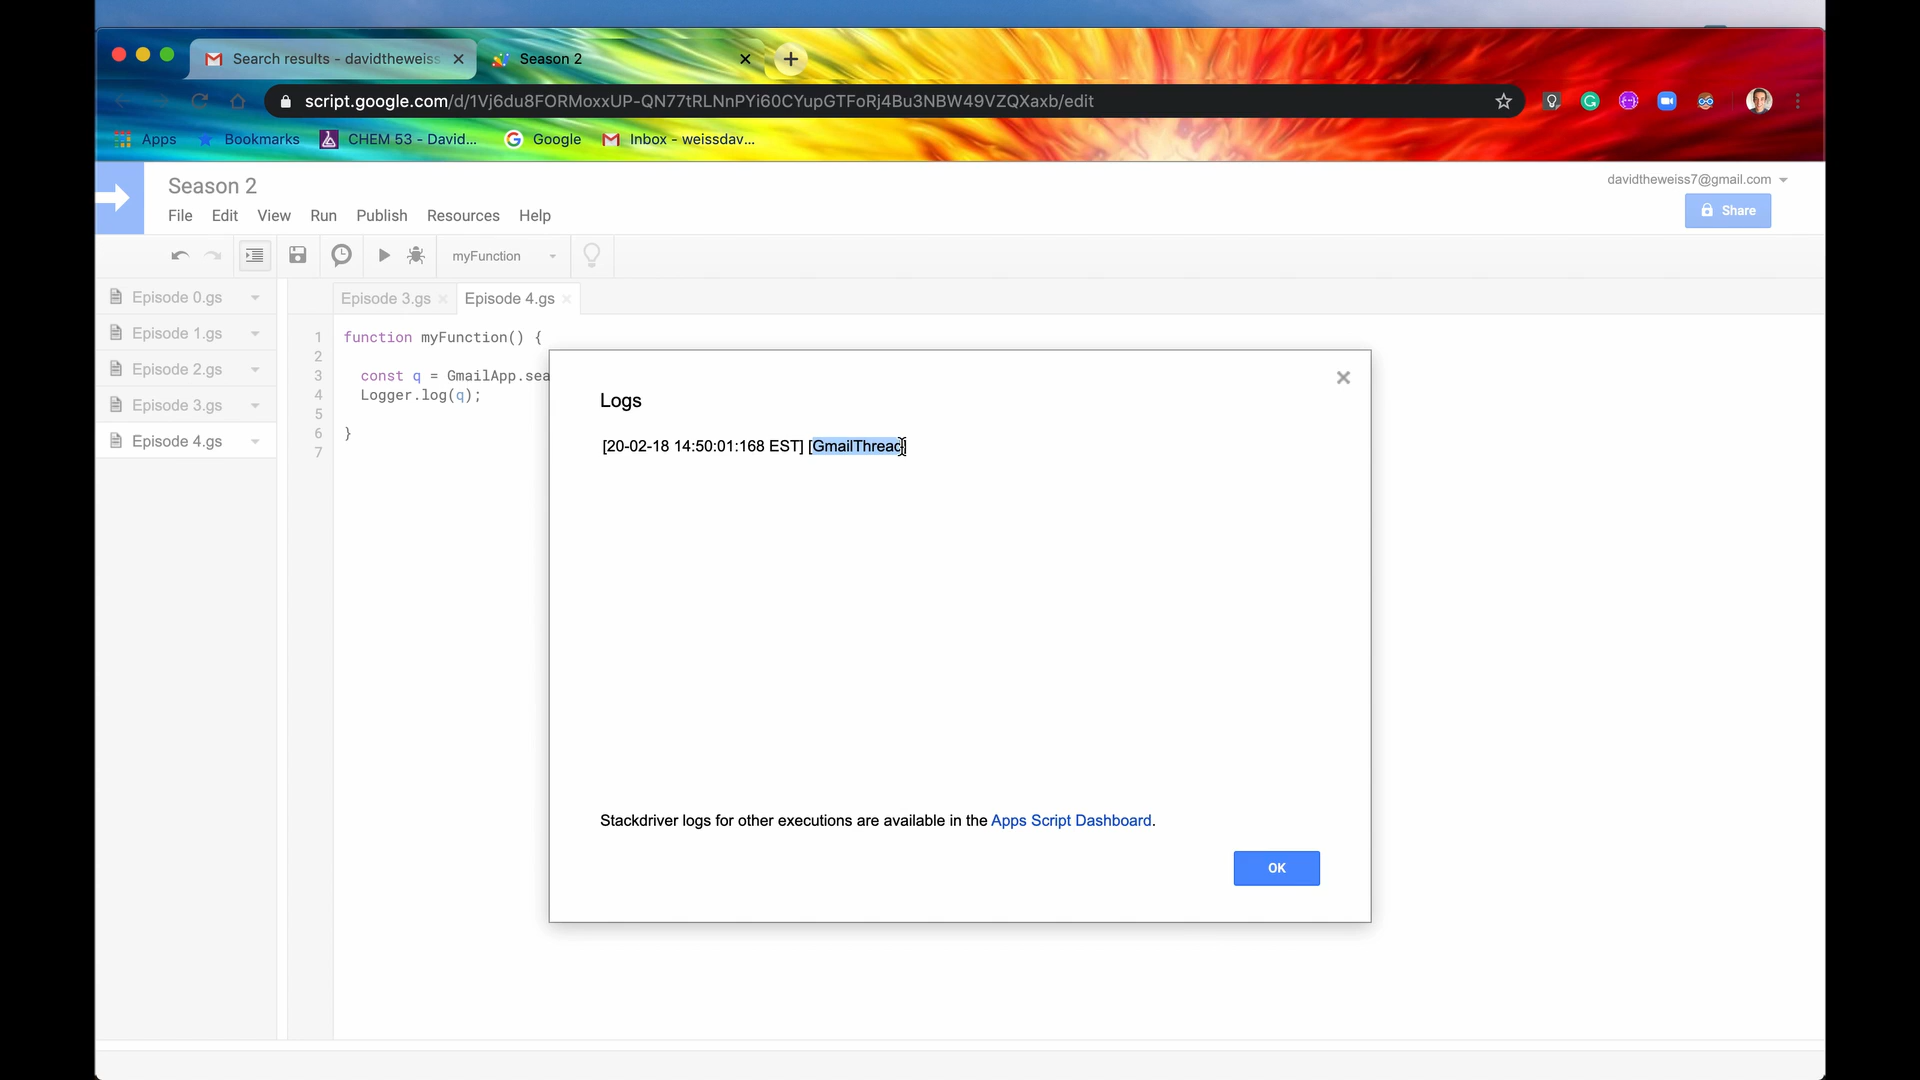 Search results - davidtheweiss
Season 2
script.google.com/d/1Vj6du8FORMoxxUP-QN77tRLNnPYi60CYupGTFoRj4Bu3NBW49VZQXaxb/edit
Apps
Bookmarks
CHEM 53 - David...
Google
Inbox - weissdav...
Season 2
davidtheweiss7@gmail.com
File Edit View Run Publish Resources Help
Share
myFunction
Episode 0.gs
Episode 1.gs
Episode 2.gs
Episode 3.gs
Episode 4.gs
Episode 3.gs
Episode 4.gs
1 function myFunction() {
2
3 const q = GmailApp.sea
4 Logger.log(q);
5
6 }
7
Logs
[20-02-18 14:50:01:168 EST] [GmailThread]
Stackdriver logs for other executions are available in the Apps Script Dashboard.
OK